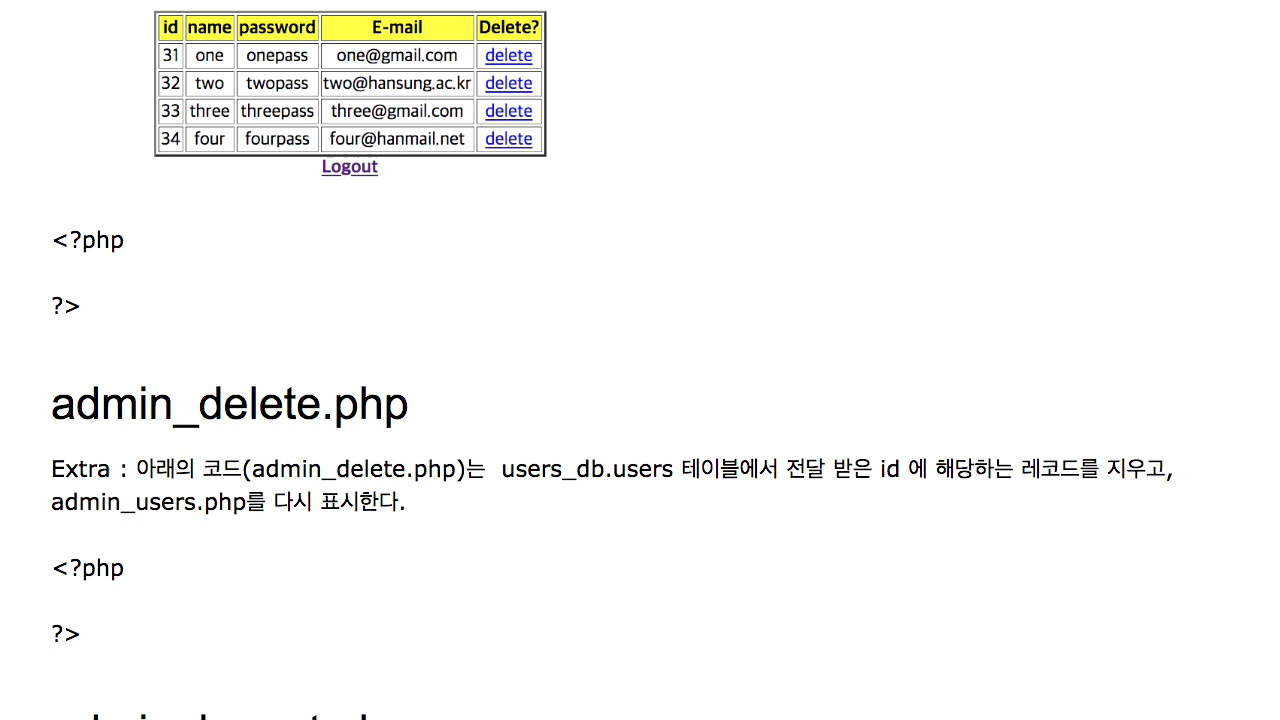 id name password E-mail Delete?
31 one onepass one@gmail.com delete
32 two twopass two@hansung.ac.kr delete
33 three threepass three@gmail.com delete
34 four fourpass four@hanmail.net delete
Logout
<?php
?>
admin_delete.php
Extra : 아래의 코드(admin_delete.php)는 users_db.users 테이블에서 전달 받은 id 에 해당하는 레코드를 지우고,
admin_users.php를 다시 표시한다.
<?php
?>